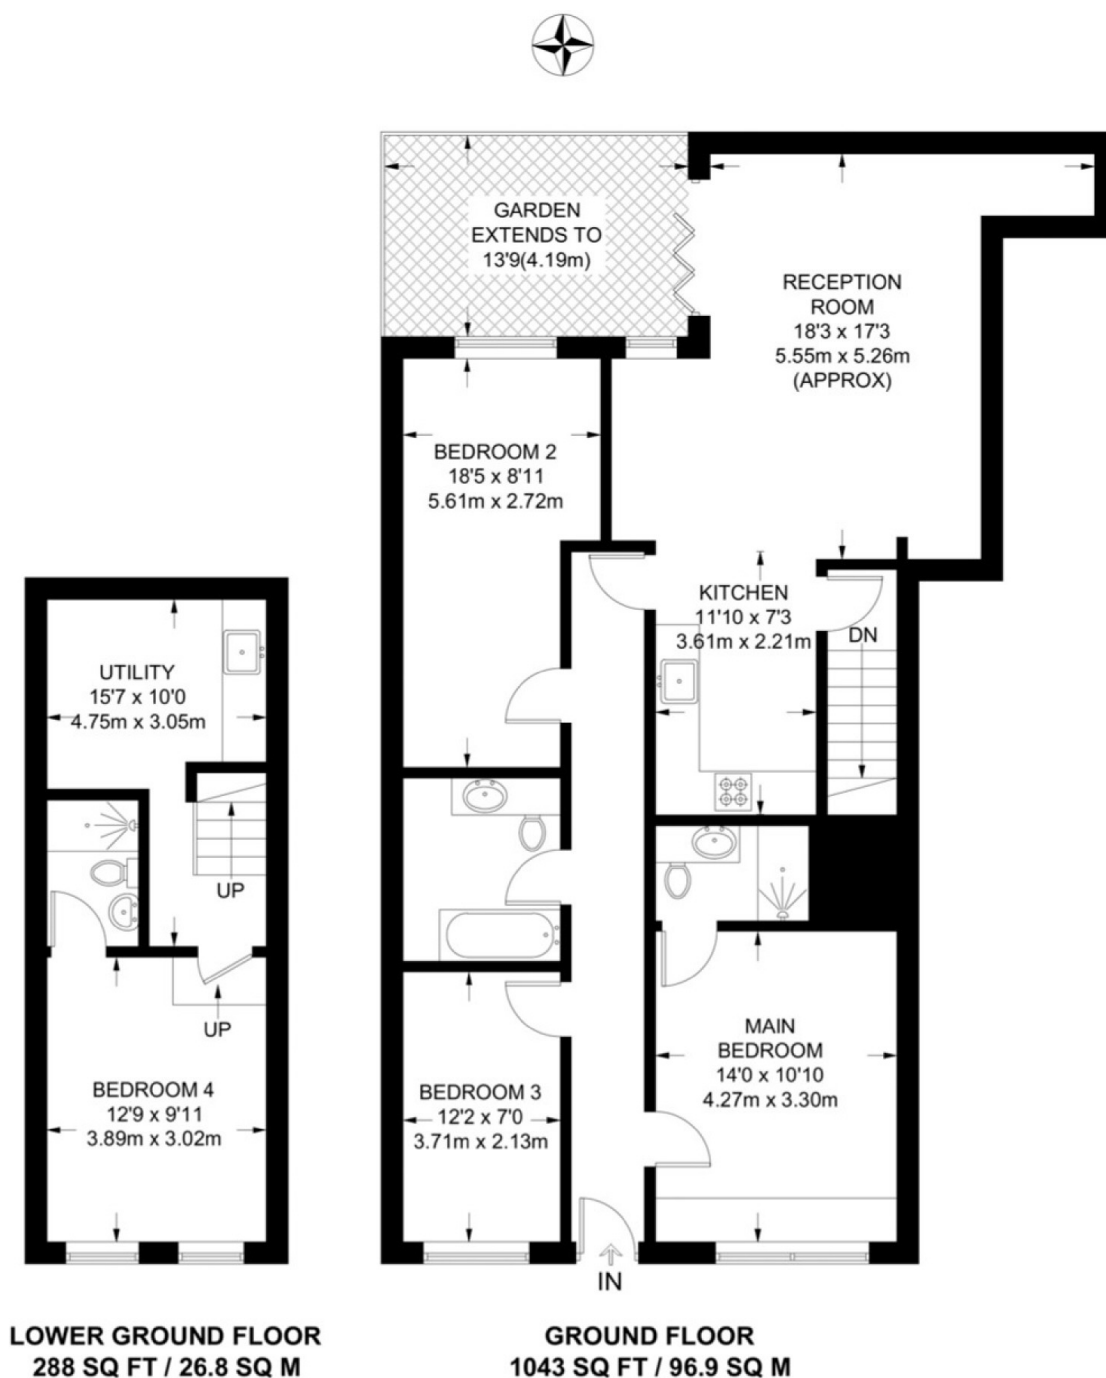 GARDEN
EXTENDS TO
13'9(4.19m)
RECEPTION
ROOM
18'3 x 17'3
5.55m x 5.26m
(APPROX)
BEDROOM 2
18'5 x 8'11
5.61m x 2.72m
KITCHEN
11'10 x 7'3
3.61m x 2.21m
DN
UTILITY
15'7 x 10'0
4.75m x 3.05m
UP
UP
BEDROOM 4
12'9 x 9'11
3.89m x 3.02m
BEDROOM 3
12'2 x 7'0
3.71m x 2.13m
MAIN
BEDROOM
14'0 x 10'10
4.27m x 3.30m
IN
LOWER GROUND FLOOR
288 SQ FT / 26.8 SQ M
GROUND FLOOR
1043 SQ FT / 96.9 SQ M